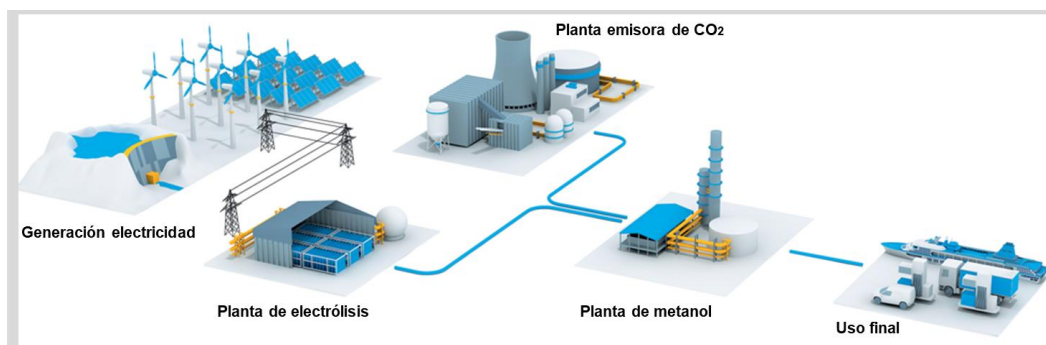 Planta emisora de CO2
Generación electricidad
Planta de electrólisis
Planta de metanol
Uso final